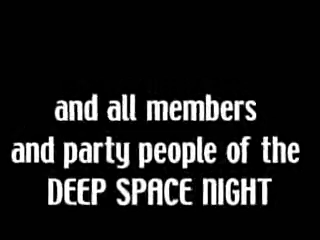 and all members
and party people of the
DEEP SPACE NIGHT